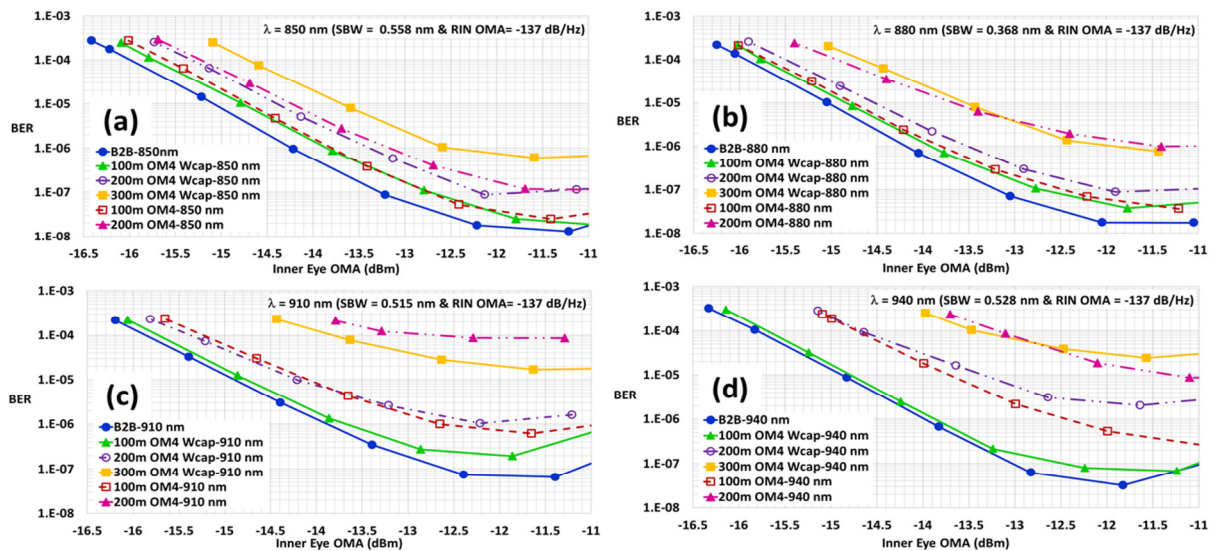 λ = 850 nm (SBW = 0.558 nm & RIN OMA= -137 dB/Hz)
1.E-03
1.E-04
1.E-05
1.E-06
1.E-07
1.E-08
BER
(a)
B2B-850nm
100m OM4 Wcap-850 nm
200m OM4 Wcap-850 nm
300m OM4 Wcap-850 nm
100m OM4-850 nm
200m OM4-850 nm
-16.5 -16 -15.5 -15 -14.5 -14 -13.5 -13 -12.5 -12 -11.5 -11
Inner Eye OMA (dBm)
λ = 880 nm (SBW = 0.368 nm & RIN OMA= -137 dB/Hz)
1.E-03
1.E-04
1.E-05
1.E-06
1.E-07
1.E-08
BER
(b)
B2B-880 nm
100m OM4 Wcap-880 nm
200m OM4 Wcap-880 nm
300m OM4 Wcap-880 nm
100m OM4-880 nm
200m OM4-880 nm
-16.5 -16 -15.5 -15 -14.5 -14 -13.5 -13 -12.5 -12 -11.5 -11
Inner Eye OMA (dBm)
λ = 910 nm (SBW = 0.515 nm & RIN OMA= -137 dB/Hz)
1.E-03
1.E-04
1.E-05
1.E-06
1.E-07
1.E-08
BER
(c)
B2B-910 nm
100m OM4 Wcap-910 nm
200m OM4 Wcap-910 nm
300m OM4 Wcap-910 nm
100m OM4-910 nm
200m OM4-910 nm
-16.5 -16 -15.5 -15 -14.5 -14 -13.5 -13 -12.5 -12 -11.5 -11
Inner Eye OMA (dBm)
λ = 940 nm (SBW = 0.528 nm & RIN OMA= -137 dB/Hz)
1.E-03
1.E-04
1.E-05
1.E-06
1.E-07
1.E-08
BER
(d)
B2B-940 nm
100m OM4 Wcap-940 nm
200m OM4 Wcap-940 nm
300m OM4 Wcap-940 nm
100m OM4-940 nm
200m OM4-940 nm
-16.5 -16 -15.5 -15 -14.5 -14 -13.5 -13 -12.5 -12 -11.5 -11
Inner Eye OMA (dBm)